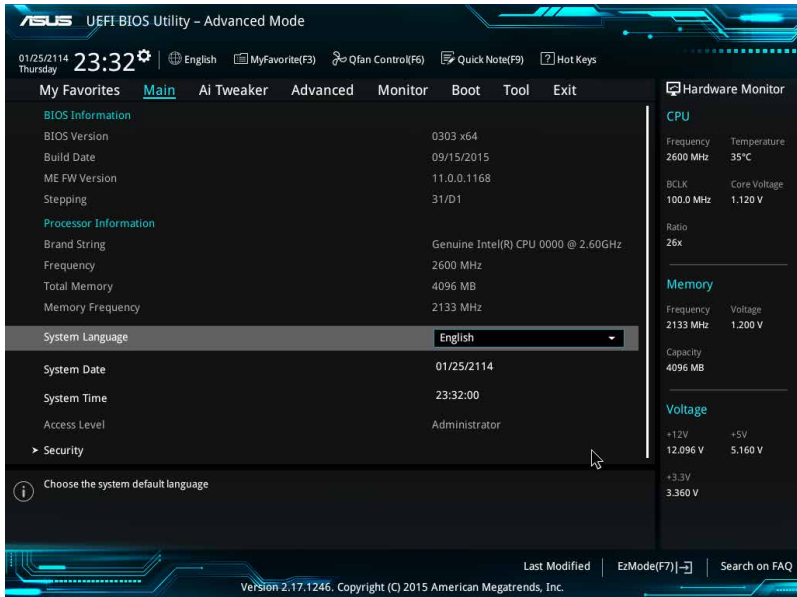 ASUS UEFI BIOS Utility – Advanced Mode
01/25/2114
Thursday
23:32
English
MyFavorite(F3)
Qfan Control(F6)
Quick Note(F9)
? Hot Keys
My Favorites Main Ai Tweaker Advanced Monitor Boot Tool Exit
BIOS Information
BIOS Version 0303 x64
Build Date 09/15/2015
ME FW Version 11.0.0.1168
Stepping 31/D1
Processor Information
Brand String Genuine Intel(R) CPU 0000 @ 2.60GHz
Frequency 2600 MHz
Total Memory 4096 MB
Memory Frequency 2133 MHz
System Language English
System Date 01/25/2114
System Time 23:32:00
Access Level Administrator
Security
Choose the system default language
Hardware Monitor
CPU
Frequency Temperature
2600 MHz 35°C
BCLK Core Voltage
100.0 MHz 1.120 V
Ratio
26x
Memory
Frequency Voltage
2133 MHz 1.200 V
Capacity
4096 MB
Voltage
+12V +5V
12.096 V 5.160 V
+3.3V
3.360 V
Last Modified EzMode(F7) Search on FAQ
Version 2.17.1246. Copyright (C) 2015 American Megatrends, Inc.